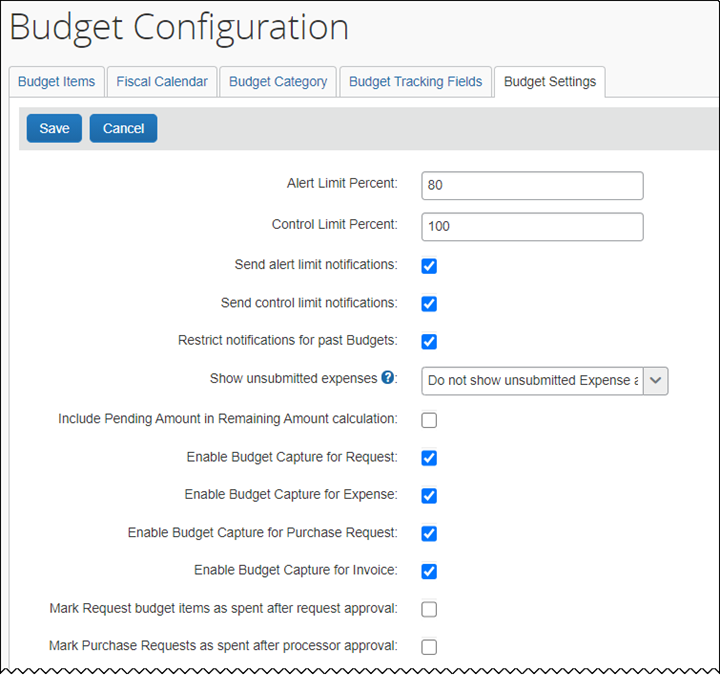 Budget Configuration
Budget Items Fiscal Calendar Budget Category Budget Tracking Fields Budget Settings
Save Cancel
Alert Limit Percent: 80
Control Limit Percent: 100
Send alert limit notifications:
Send control limit notifications:
Restrict notifications for past Budgets:
Show unsubmitted expenses ?: Do not show unsubmitted Expense a
Include Pending Amount in Remaining Amount calculation:
Enable Budget Capture for Request:
Enable Budget Capture for Expense:
Enable Budget Capture for Purchase Request:
Enable Budget Capture for Invoice:
Mark Request budget items as spent after request approval:
Mark Purchase Requests as spent after processor approval: